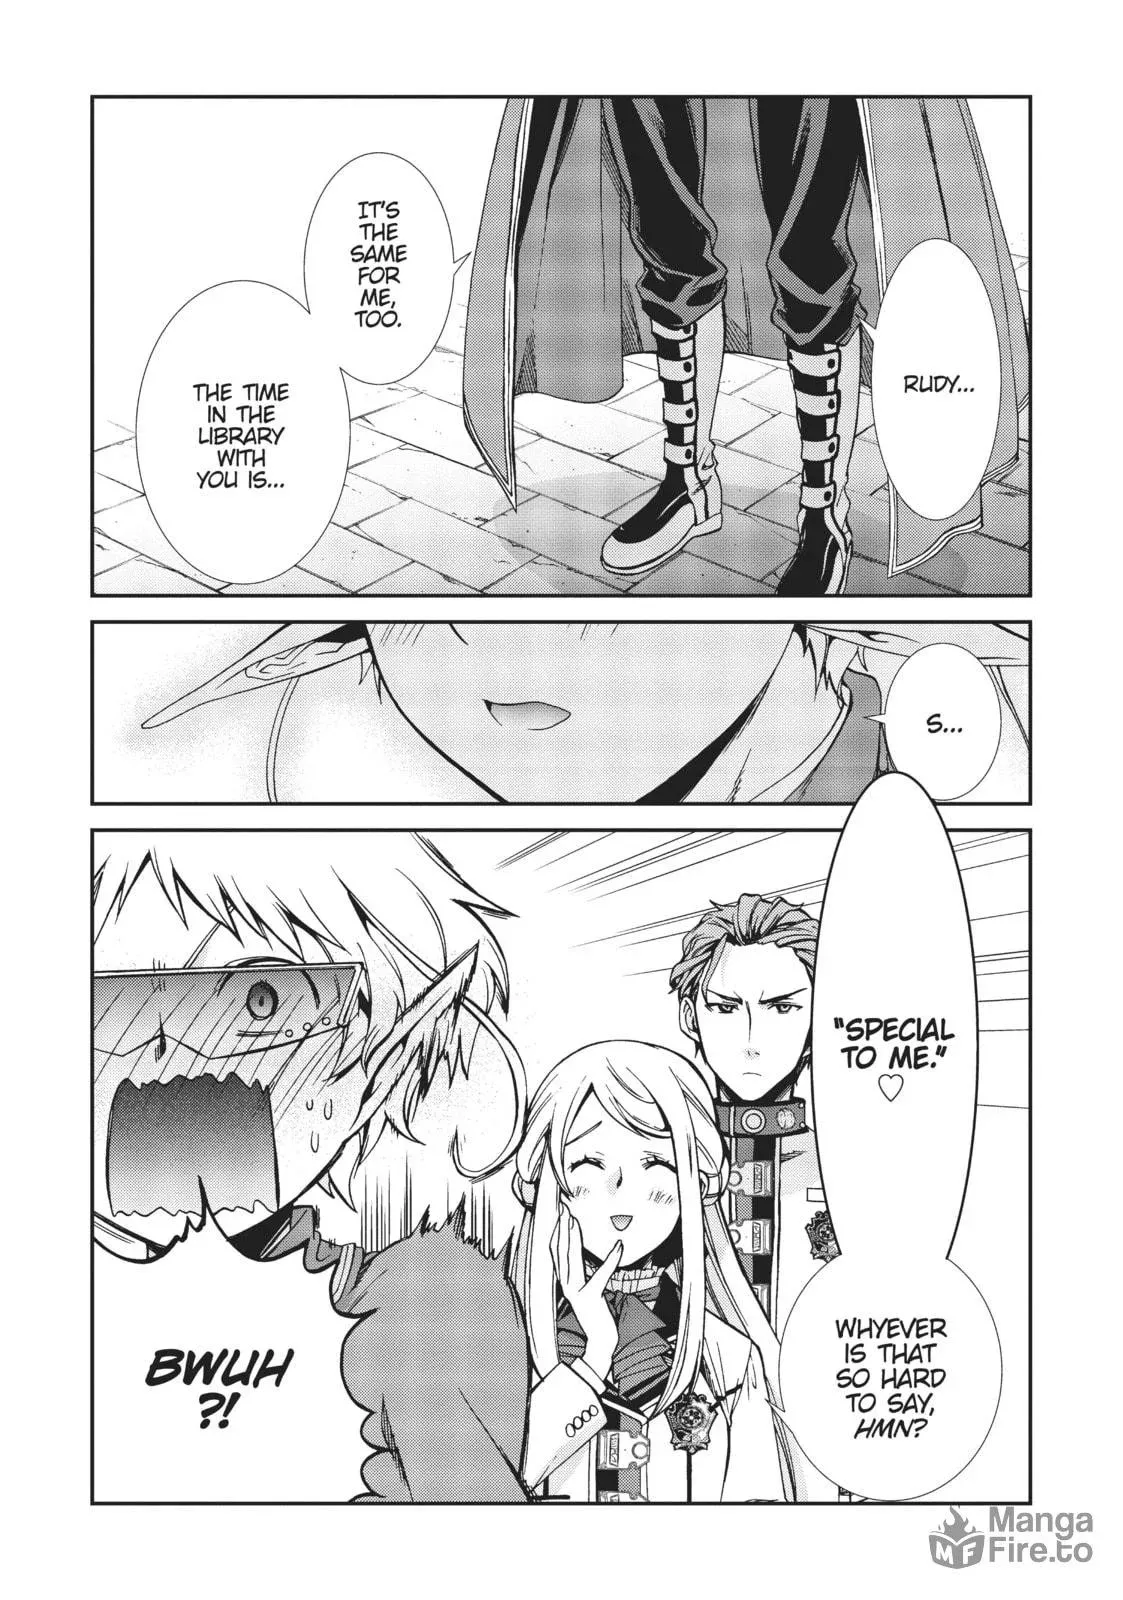 RUDY...
IT'S
THE
SAME
FOR
ME,
TOO.
THE TIME
IN THE
LIBRARY
WITH
YOU IS...
S...
"SPECIAL
TO ME."
♡
WHYEVER
IS THAT
SO HARD
TO SAY,
HMN?
BWUH
?!
Manga
Fire.to
MF